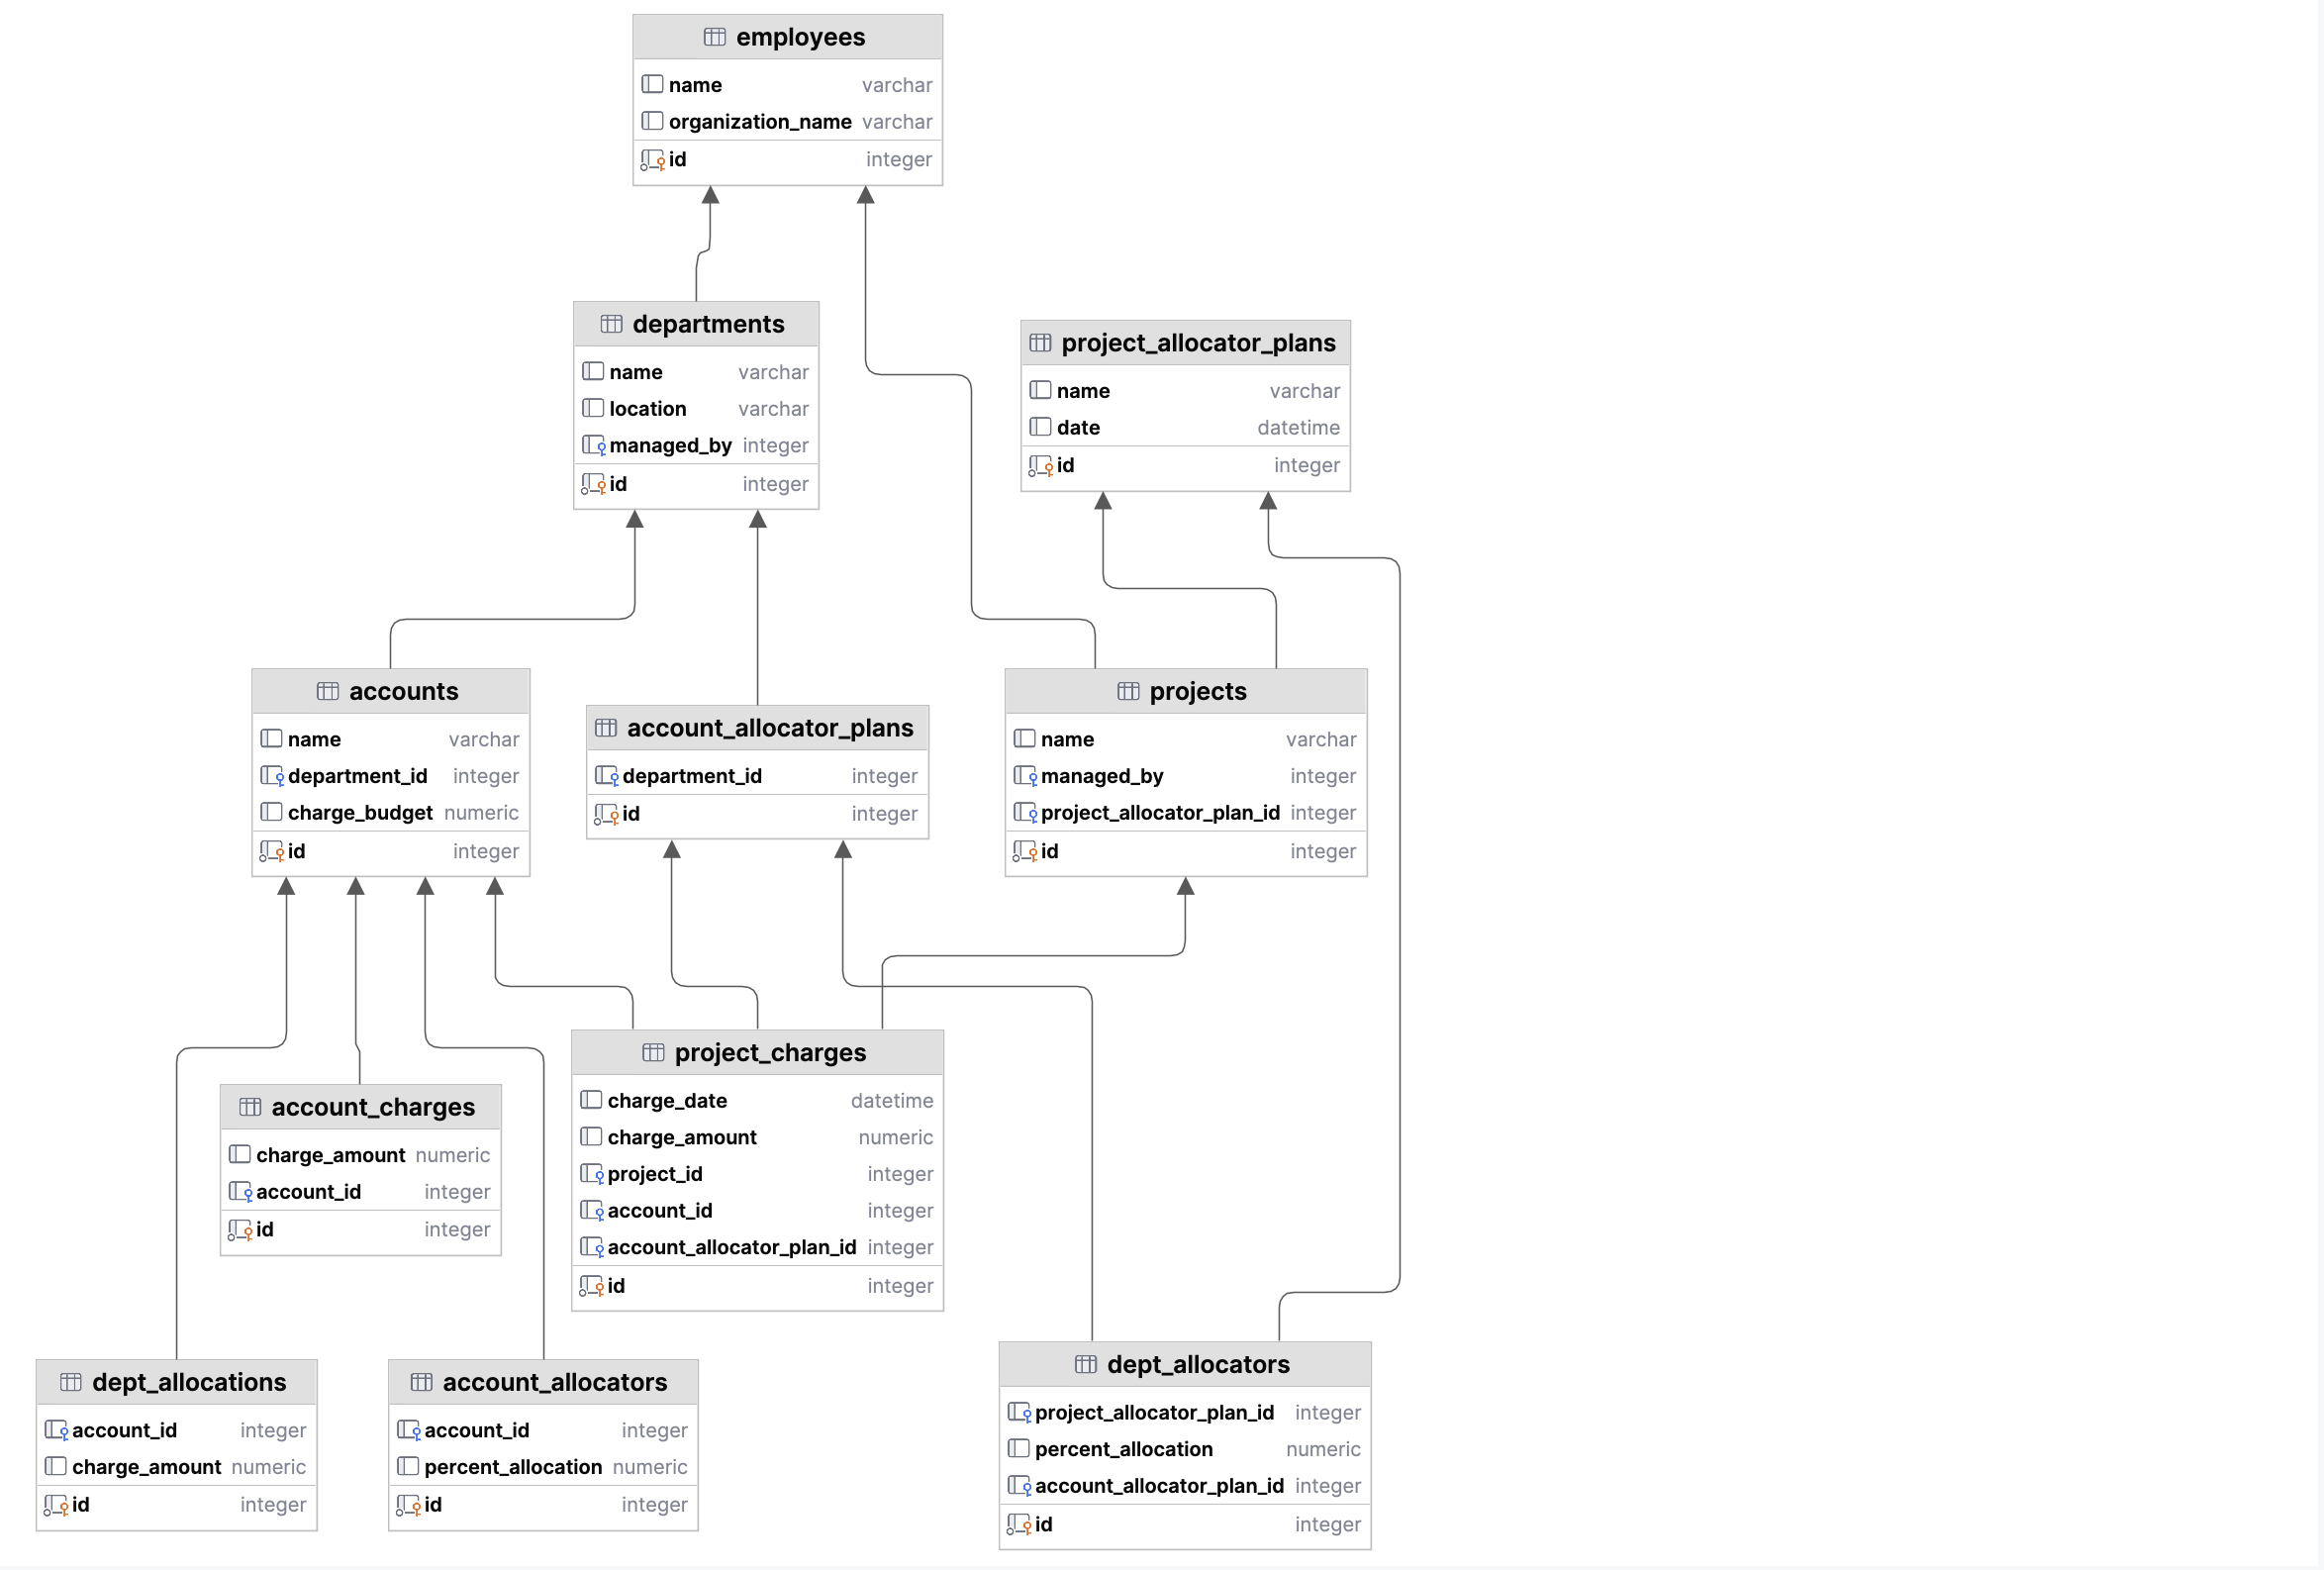 employees
name varchar
organization_name varchar
id integer
departments
name varchar
location varchar
managed_by integer
id integer
project_allocator_plans
name varchar
date datetime
id integer
accounts
name varchar
department_id integer
charge_budget numeric
id integer
account_allocator_plans
department_id integer
id integer
projects
name varchar
managed_by integer
project_allocator_plan_id integer
id integer
account_charges
charge_amount numeric
account_id integer
id integer
project_charges
charge_date datetime
charge_amount numeric
project_id integer
account_id integer
account_allocator_plan_id integer
id integer
dept_allocations
account_id integer
charge_amount numeric
id integer
account_allocators
account_id integer
percent_allocation numeric
id integer
dept_allocators
project_allocator_plan_id integer
percent_allocation numeric
account_allocator_plan_id integer
id integer